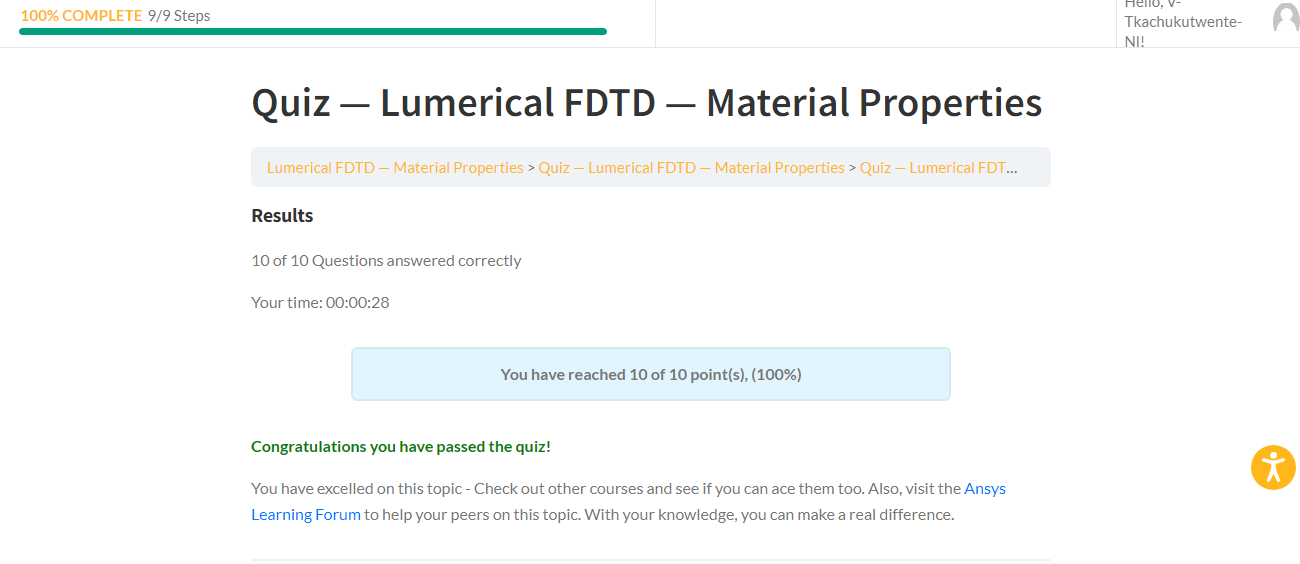 100% COMPLETE 9/9 Steps
Hello, V-
Tkachukutwente-
Nl!
Quiz — Lumerical FDTD — Material Properties
Lumerical FDTD — Material Properties > Quiz — Lumerical FDTD — Material Properties > Quiz — Lumerical FDT...
Results
10 of 10 Questions answered correctly
Your time: 00:00:28
You have reached 10 of 10 point(s), (100%)
Congratulations you have passed the quiz!
You have excelled on this topic - Check out other courses and see if you can ace them too. Also, visit the Ansys
Learning Forum to help your peers on this topic. With your knowledge, you can make a real difference.